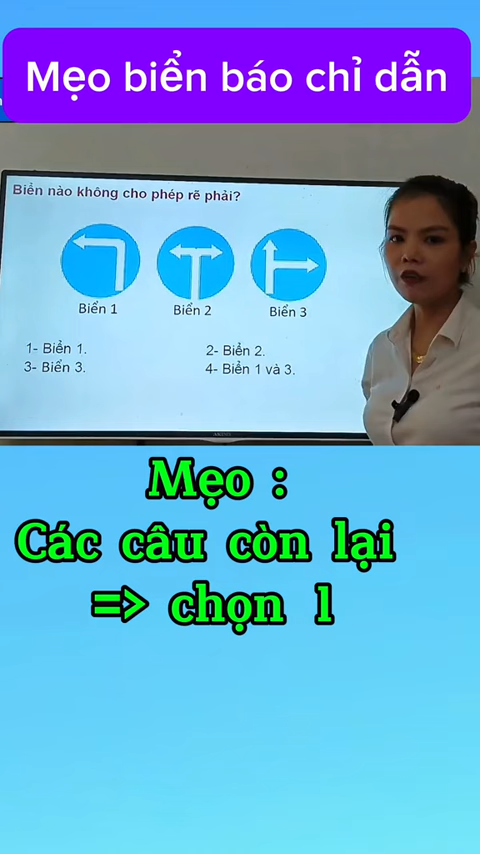 Mẹo biển báo chỉ dẫn
Biển nào không cho phép rẽ phải?
Biển 1 Biển 2 Biển 3
1- Biển 1. 2- Biển 2.
3- Biển 3. 4- Biển 1 và 3.
Mẹo :
Các câu còn lại
=> chọn 1